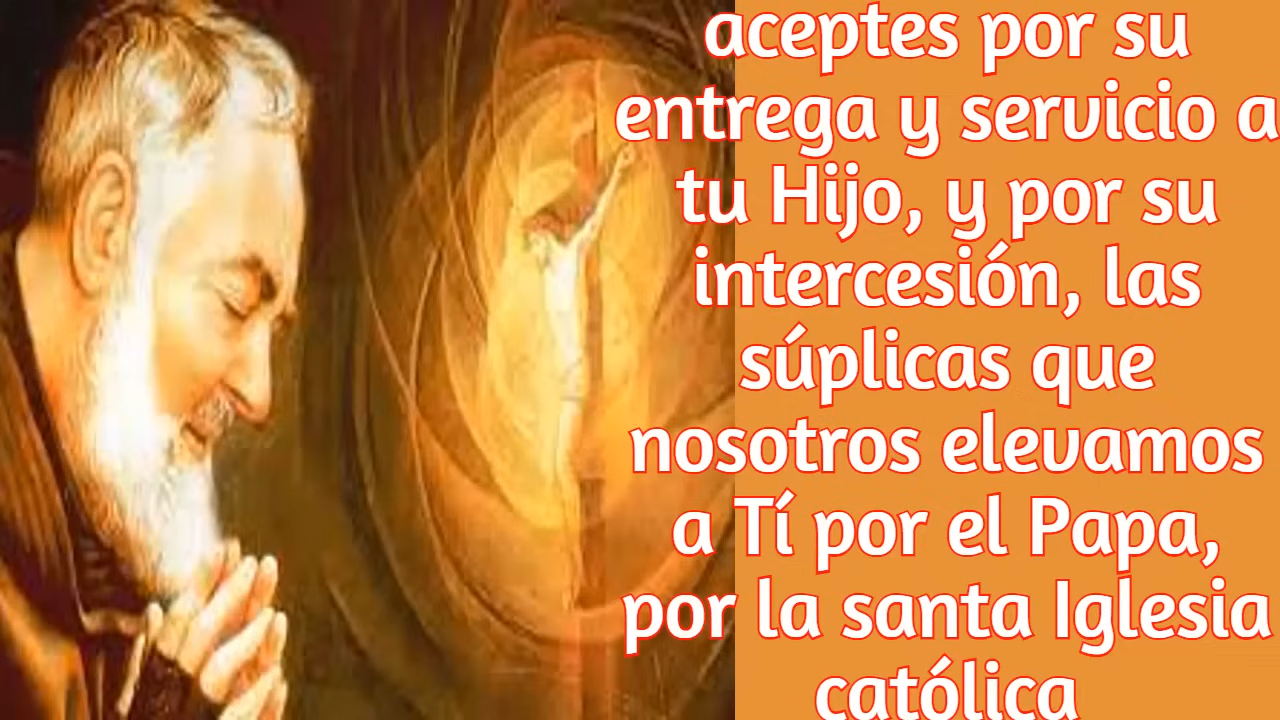 aceptes por su
entrega y servicio a
tu Hijo, y por su
intercesión, las
súplicas que
nosotros elevamos
a Tí por el Papa,
por la santa Iglesia
católica